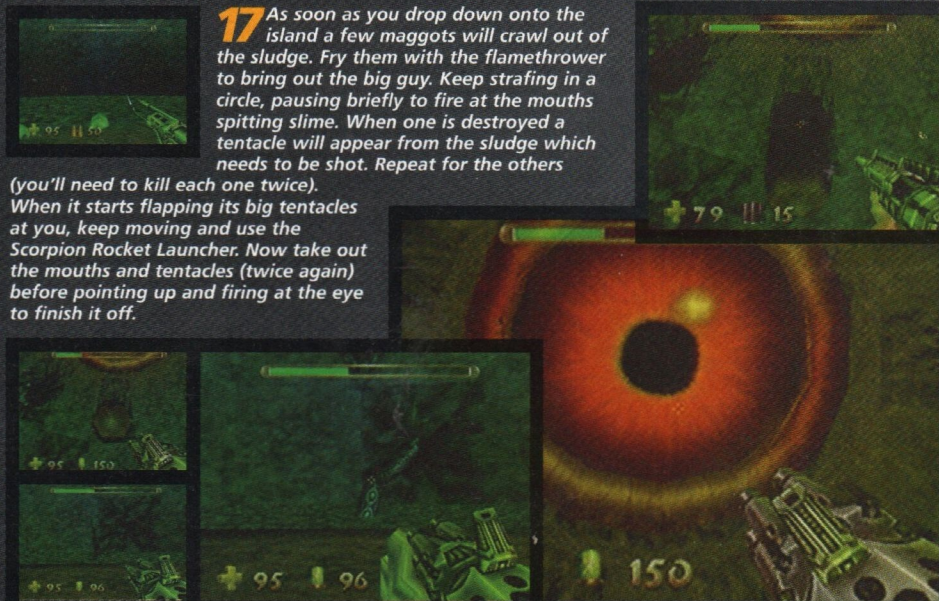 17 As soon as you drop down onto the
island a few maggots will crawl out of
the sludge. Fry them with the flamethrower
to bring out the big guy. Keep strafing in a
circle, pausing briefly to fire at the mouths
spitting slime. When one is destroyed a
tentacle will appear from the sludge which
needs to be shot. Repeat for the others
(you'll need to kill each one twice).
When it starts flapping its big tentacles
at you, keep moving and use the
Scorpion Rocket Launcher. Now take out
the mouths and tentacles (twice again)
before pointing up and firing at the eye
to finish it off.
95 50
79 15
95 150
95 96
95 96
150